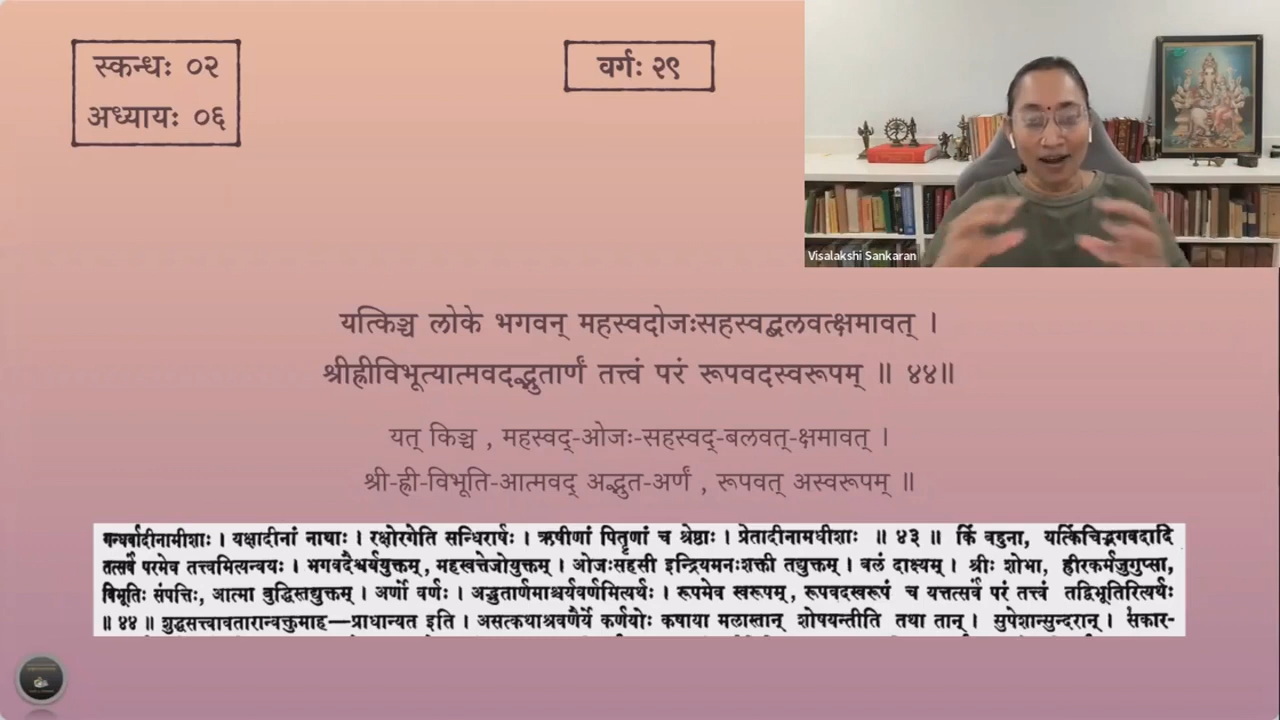 स्कन्धः ०२
अध्यायः ०६
वर्गः २९
Visalakshi Sankaran
यत्किञ्च लोके भगवन् महस्वदोजःसहस्वद्बलवत्क्षमावत् ।
श्रीह्रीविभूत्यात्मवदद्भुतार्णं तत्त्वं परं रूपवदस्वरूपम् ॥ ४४॥
यत् किञ्च , महस्वद्-ओजः-सहस्वद्-बलवत्-क्षमावत् ।
श्री-ह्री-विभूति-आत्मवद् अद्भुत-अर्णं , रूपवत् अस्वरूपम् ॥
गन्धर्वादीनामीशाः । यक्षादीनां नाथाः । रक्षोरगेति सन्धिरार्षः । ऋषीणां पितॄणां च श्रेष्ठाः । प्रेतादीनामधीशाः ॥ ४३ ॥ किं बहुना, यत्किंचिद्भगवदादि
तत्सर्वं परमेव तत्त्वमित्यन्वयः । भगवदैश्वर्ययुक्तम्, महस्वत्तेजोयुक्तम् । ओजःसहसी इन्द्रियमनःशक्ती तद्युक्तम् । बलं दाक्ष्यम् । श्रीः शोभा, ह्रीरकर्मजुगुप्सा,
विभूतिः संपत्तिः, आत्मा बुद्धिस्तद्युक्तम् । अर्णो वर्णः । अद्भुतार्णमाश्चर्यवर्णमित्यर्थः । रूपमेव स्वरूपम्, रूपवदस्वरूपं च यत्तत्सर्वं परं तत्त्वं तद्विभूतिरित्यर्थः
॥ ४४ ॥ शुद्धसत्त्वावतारान्वक्तुमाह—प्राधान्यत इति । असत्कथाश्रवणैर्ये कर्णयोः कषाया मलास्तान् शोषयन्तीति तथा तान् । सुपेशान्सुन्दरान् । संकार-